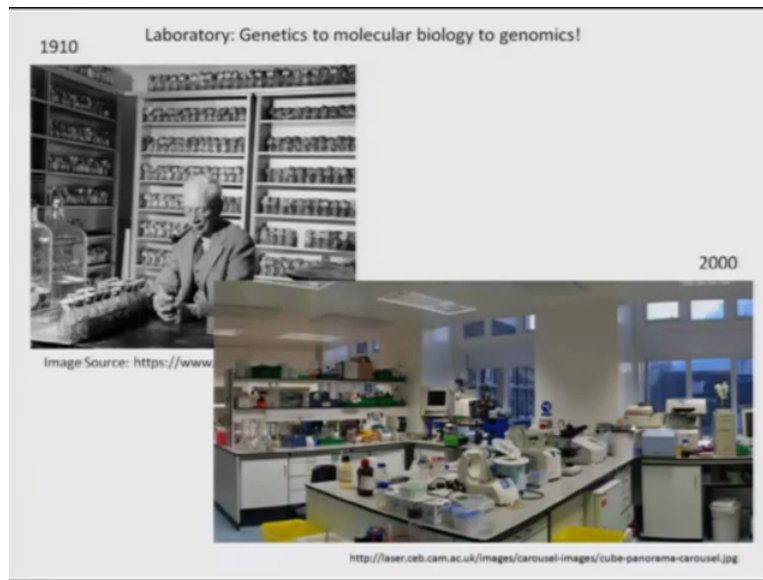 Laboratory: Genetics to molecular biology to genomics!
1910
2000
Image Source: https://www.
http://laser.ceb.cam.ac.uk/images/carousel-images/cube-panorama-carousel.jpg